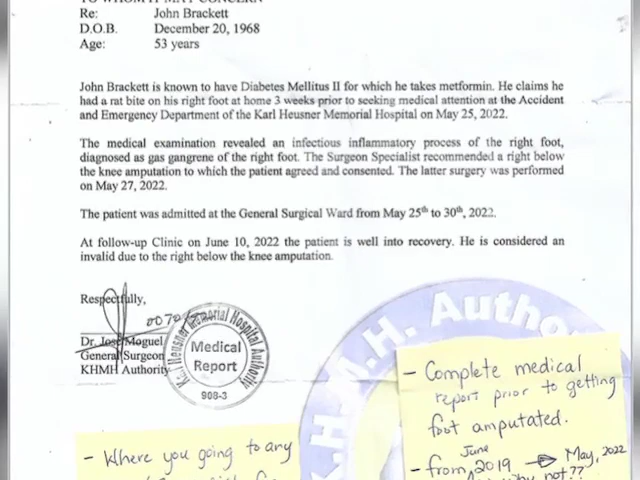 TO WHOM IT MAY CONCERN
Re: John Brackett
D.O.B. December 20, 1968
Age: 53 years
John Brackett is known to have Diabetes Mellitus II for which he takes metformin. He claims he
had a rat bite on his right foot at home 3 weeks prior to seeking medical attention at the Accident
and Emergency Department of the Karl Heusner Memorial Hospital on May 25, 2022.
The medical examination revealed an infectious inflammatory process of the right foot,
diagnosed as gas gangrene of the right foot. The Surgeon Specialist recommended a right below
the knee amputation to which the patient agreed and consented. The latter surgery was performed
on May 27, 2022.
The patient was admitted at the General Surgical Ward from May 25th to 30th, 2022.
At follow-up Clinic on June 10, 2022 the patient is well into recovery. He is considered an
invalid due to the right below the knee amputation.
Respectfully,
Dr. Jose Moguel
General Surgeon
KHMH Authority
Karl Heusner Memorial Hospital Authority
Medical
Report
908-3
K.H.M.H. Autho
- Complete medical
report prior to getting
foot amputated.
- from June 2019 → May, 2022
why not??
- Where you going to any